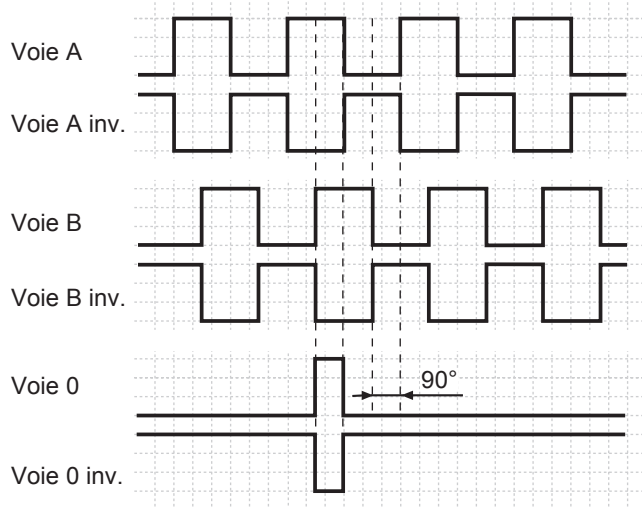 Voie A
Voie A inv.
Voie B
Voie B inv.
Voie 0
90°
Voie 0 inv.